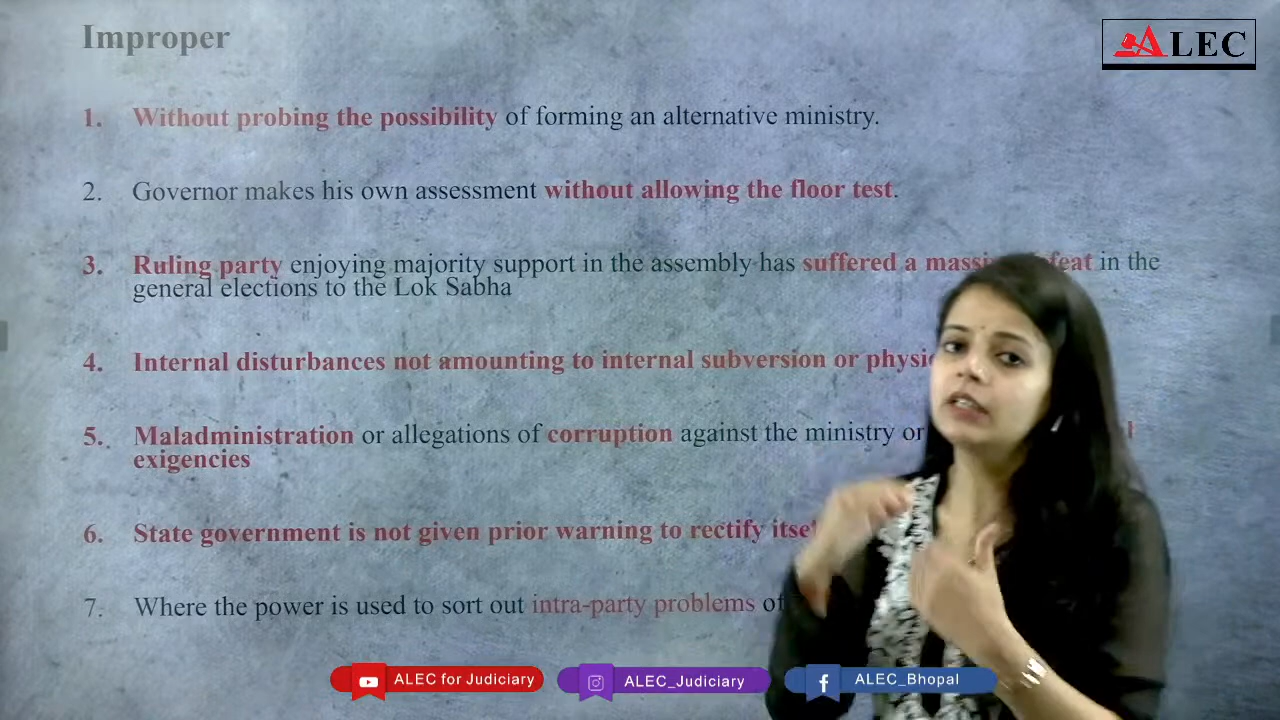 Improper
ALEC
1. Without probing the possibility of forming an alternative ministry.
2. Governor makes his own assessment without allowing the floor test.
3. Ruling party enjoying majority support in the assembly has suffered a in the
general elections to the Lok Sabha
4. Internal disturbances not amounting to internal subversion or
5.. Maladministration or allegations of corruption against the ministry or
exigencies
6. State government is not given prior warning to rectify
7. Where the power is used to sort out intra-party problems of
ALEC for Judiciary ALEC_Judiciary ALEC_Bhopal